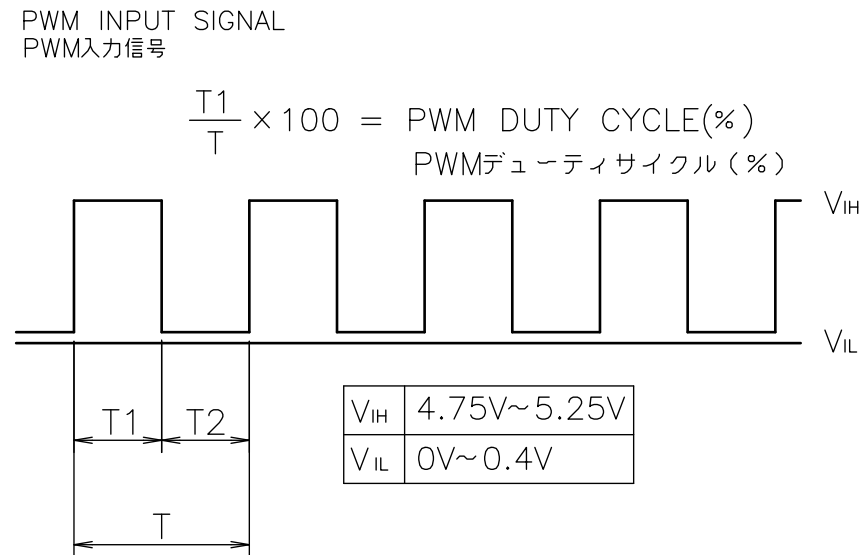 PWM INPUT SIGNAL
PWM入力信号
T1/T × 100 = PWM DUTY CYCLE(%)
PWMデューティサイクル(%)
VIH
VIL
T1 T2
T
VIH 4.75V~5.25V
VIL 0V~0.4V